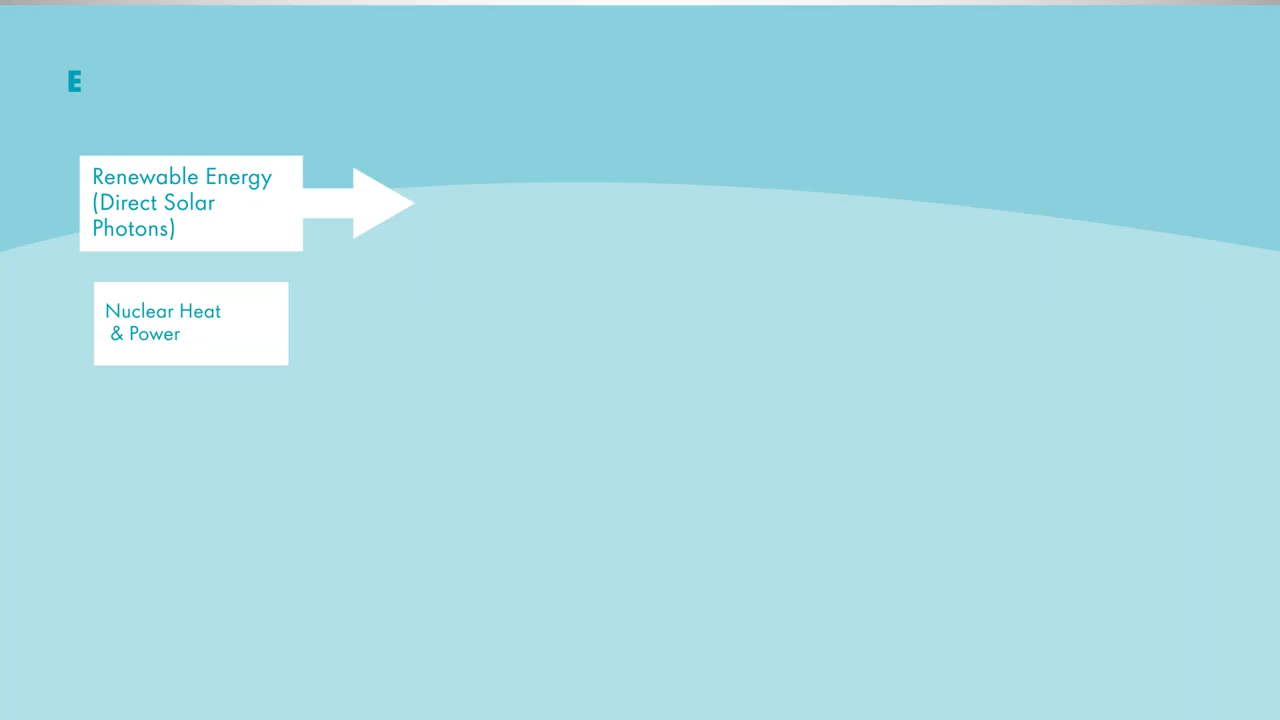 E
Renewable Energy
(Direct Solar
Photons)
Nuclear Heat
& Power